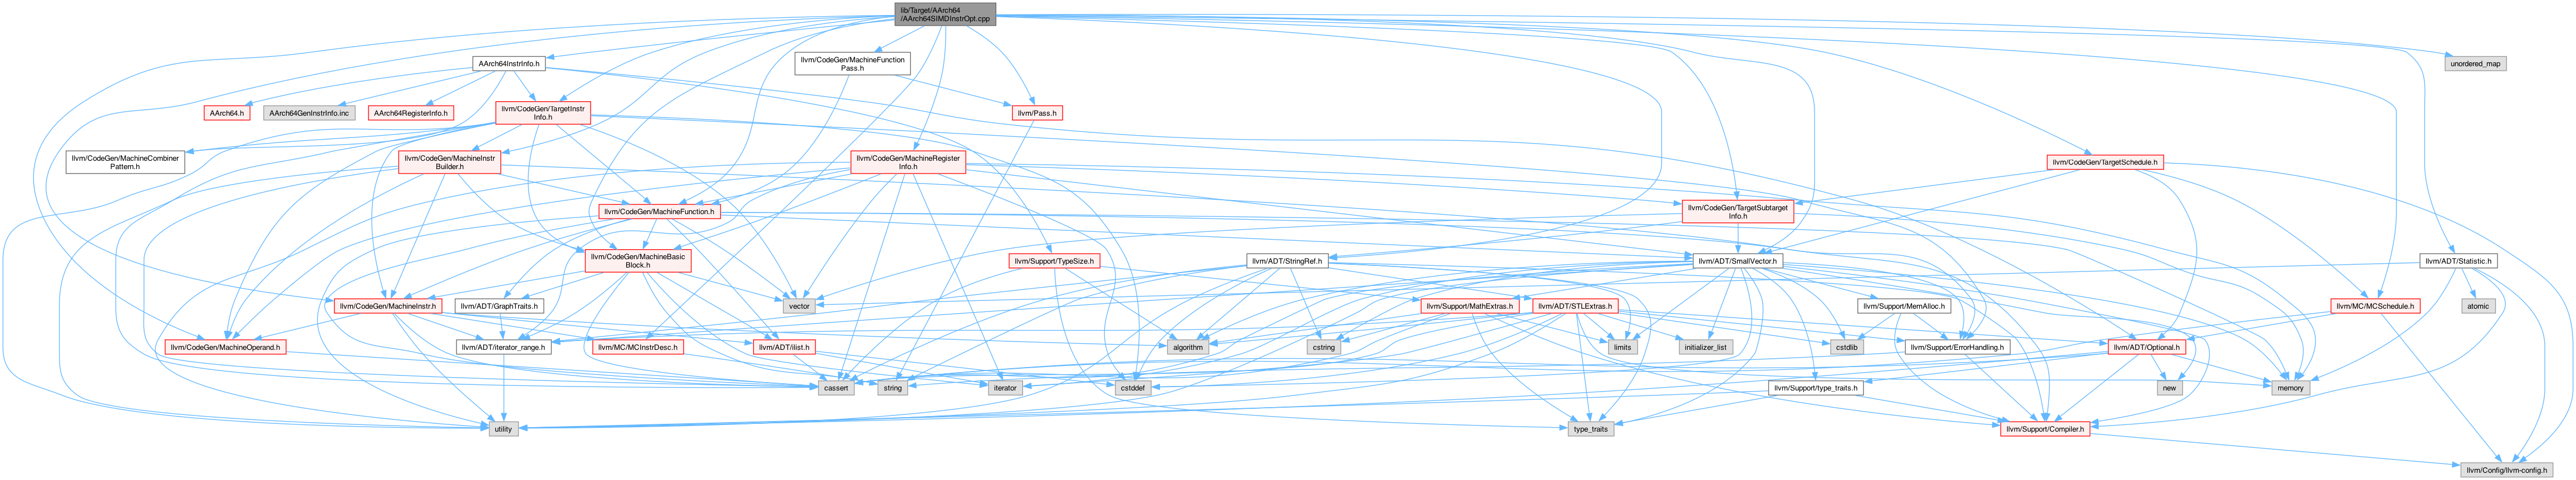 lib/Target/AArch64
/AArch64SIMDInstrOpt.cpp
AArch64InstrInfo.h
llvm/CodeGen/MachineFunction
Pass.h
unordered_map
llvm/ADT/Statistic.h
AArch64.h
AArch64GenInstrInfo.inc
AArch64RegisterInfo.h
llvm/CodeGen/TargetInstr
Info.h
llvm/Pass.h
llvm/CodeGen/MachineCombiner
Pattern.h
llvm/CodeGen/MachineInstr
Builder.h
llvm/CodeGen/MachineRegister
Info.h
llvm/CodeGen/TargetSchedule.h
llvm/CodeGen/MachineFunction.h
llvm/CodeGen/TargetSubtarget
Info.h
llvm/CodeGen/MachineBasic
Block.h
llvm/Support/TypeSize.h
llvm/ADT/StringRef.h
llvm/ADT/SmallVector.h
llvm/CodeGen/MachineInstr.h
llvm/ADT/GraphTraits.h
vector
llvm/Support/MathExtras.h
llvm/ADT/STLExtras.h
llvm/Support/MemAlloc.h
atomic
llvm/MC/MCSchedule.h
llvm/CodeGen/MachineOperand.h
llvm/ADT/iterator_range.h
llvm/MC/MCInstrDesc.h
llvm/ADT/ilist.h
algorithm
cstring
limits
initializer_list
cstdlib
llvm/Support/ErrorHandling.h
llvm/ADT/Optional.h
cassert
string
iterator
cstddef
llvm/Support/type_traits.h
new
memory
utility
type_traits
llvm/Support/Compiler.h
llvm/Config/llvm-config.h